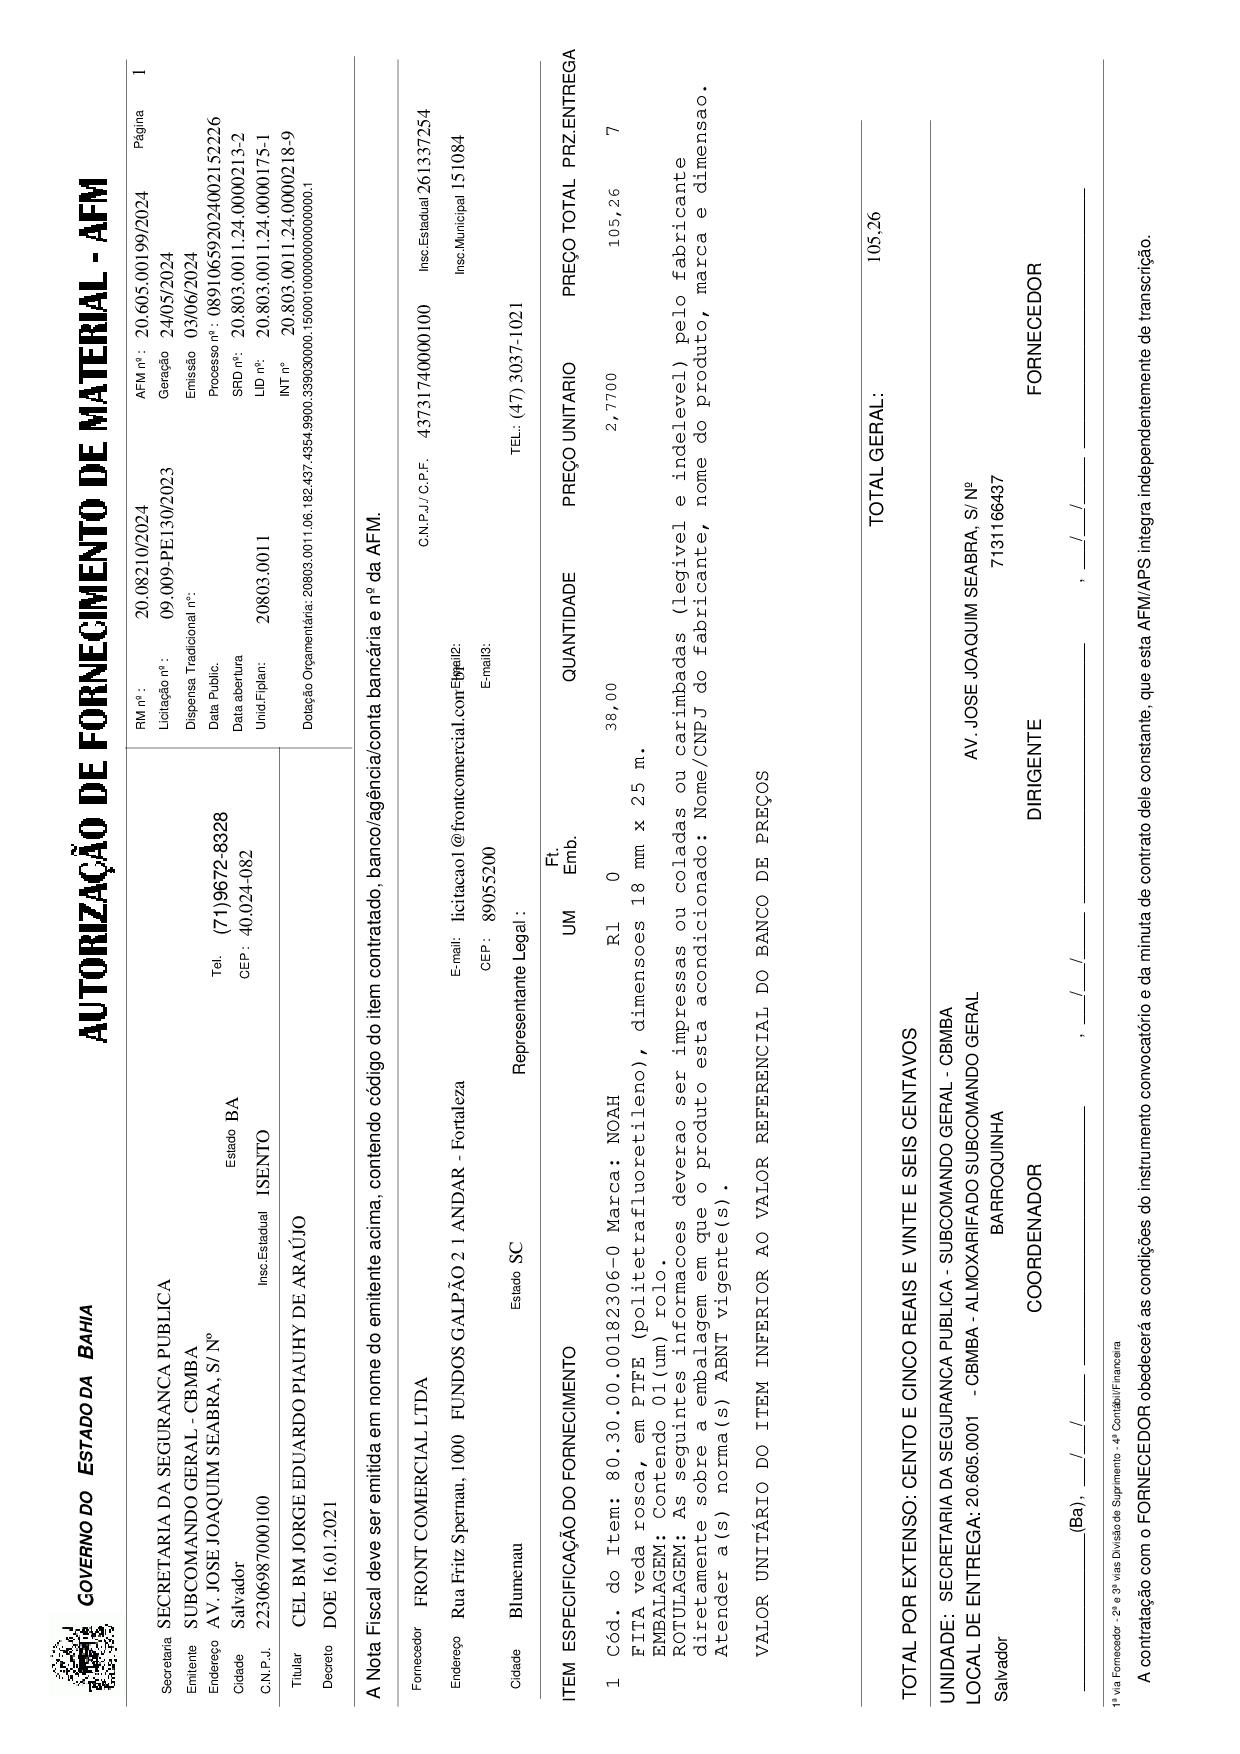 GOVERNO DO ESTADO DA BAHIA
AUTORIZAÇÃO DE FORNECIMENTO DE MATERIAL - AFM
RM nº : 20.08210/2024 AFM nº : 20.605.00199/2024 Página 1
Secretaria SECRETARIA DA SEGURANCA PUBLICA Licitação nº : 09.009-PE130/2023 Geração 24/05/2024
Emitente SUBCOMANDO GERAL - CBMBA Dispensa Tradicional n°: Emissão 03/06/2024
Endereço AV. JOSE JOAQUIM SEABRA, S/ Nº Tel. (71)9672-8328 Data Public. Processo nº : 089106592024002152226
Cidade Salvador Estado BA CEP : 40.024-082 Data abertura SRD nº: 20.803.0011.24.0000213-2
C.N.P.J. 22306987000100 Insc.Estadual ISENTO Unid.Fiplan: 20803.0011 LID nº: 20.803.0011.24.0000175-1
INT n° 20.803.0011.24.0000218-9
Titular CEL BM JORGE EDUARDO PIAUHY DE ARAÚJO
Dotação Orçamentária: 20803.0011.06.182.437.4354.9900.339030000.15000100000000000000.1
Decreto DOE 16.01.2021
A Nota Fiscal deve ser emitida em nome do emitente acima, contendo código do item contratado, banco/agência/conta bancária e nº da AFM.
Fornecedor FRONT COMERCIAL LTDA C.N.P.J./ C.P.F. 43731740000100 Insc.Estadual 261337254
Endereço Rua Fritz Spernau, 1000 FUNDOS GALPÃO 2 1 ANDAR - Fortaleza E-mail: licitacao1@frontcomercial.com.br E-mail2: Insc.Municipal 151084
CEP : 89055200 E-mail3:
Cidade Blumenau Estado SC Representante Legal : TEL.: (47) 3037-1021
ITEM ESPECIFICAÇÃO DO FORNECIMENTO UM Ft. Emb. QUANTIDADE PREÇO UNITARIO PREÇO TOTAL PRZ.ENTREGA
1 Cód. do Item: 80.30.00.00182306-0 Marca: NOAH Rl 0 38,00 2,7700 105,26 7
FITA veda rosca, em PTFE (politetrafluoretileno), dimensoes 18 mm x 25 m.
EMBALAGEM: Contendo 01(um) rolo.
ROTULAGEM: As seguintes informacoes deverao ser impressas ou coladas ou carimbadas (legivel e indelevel) pelo fabricante
diretamente sobre a embalagem em que o produto esta acondicionado: Nome/CNPJ do fabricante, nome do produto, marca e dimensao.
Atender a(s) norma(s) ABNT vigente(s).
VALOR UNITÁRIO DO ITEM INFERIOR AO VALOR REFERENCIAL DO BANCO DE PREÇOS
TOTAL GERAL: 105,26
TOTAL POR EXTENSO: CENTO E CINCO REAIS E VINTE E SEIS CENTAVOS
UNIDADE: SECRETARIA DA SEGURANCA PUBLICA - SUBCOMANDO GERAL - CBMBA
LOCAL DE ENTREGA: 20.605.0001 - CBMBA - ALMOXARIFADO SUBCOMANDO GERAL AV. JOSE JOAQUIM SEABRA, S/ Nº
Salvador BARROQUINHA 7131166437
COORDENADOR DIRIGENTE FORNECEDOR
_________________(Ba), ___/___/_____ ____________________________ , ___/___/_____ ____________________________ , ___/___/_____ ____________________________
1ª via Fornecedor - 2ª e 3ª vias Divisão de Suprimento - 4ª Contábil/Financeira
A contratação com o FORNECEDOR obedecerá as condições do instrumento convocatório e da minuta de contrato dele constante, que esta AFM/APS integra independentemente de transcrição.